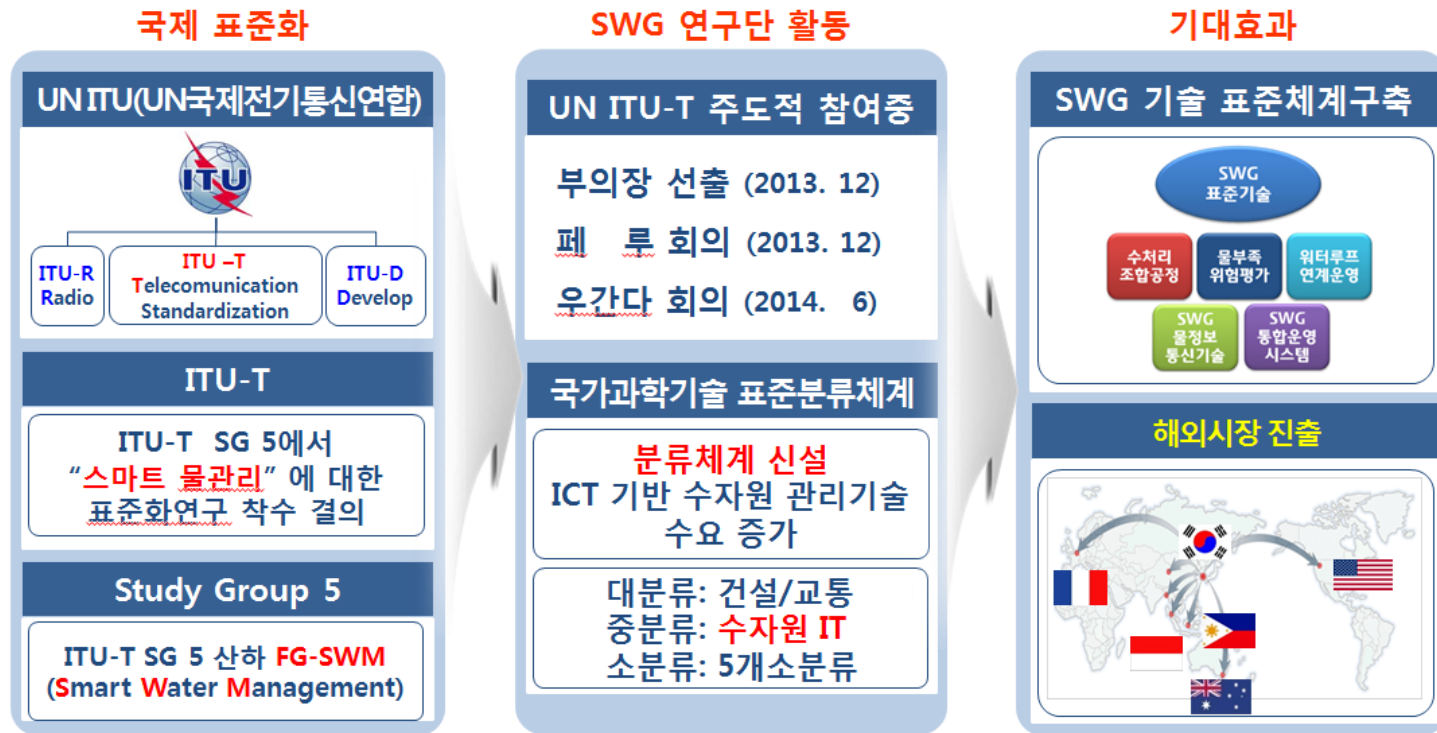 국제 표준화
UN ITU(UN국제전기통신연합)
ITU
ITU-R
Radio
ITU –T
Telecomunication
Standardization
ITU-D
Develop
ITU-T
ITU-T SG 5에서
“스마트 물관리” 에 대한
표준화연구 착수 결의
Study Group 5
ITU-T SG 5 산하 FG-SWM
(Smart Water Management)
SWG 연구단 활동
UN ITU-T 주도적 참여중
부의장 선출 (2013. 12)
페 루 회의 (2013. 12)
우간다 회의 (2014. 6)
국가과학기술 표준분류체계
분류체계 신설
ICT 기반 수자원 관리기술
수요 증가
대분류: 건설/교통
중분류: 수자원 IT
소분류: 5개소분류
기대효과
SWG 기술 표준체계구축
SWG
표준기술
수처리
조합공정
물부족
위험평가
워터루프
연계운영
SWG
물정보
통신기술
SWG
통합운영
시스템
해외시장 진출